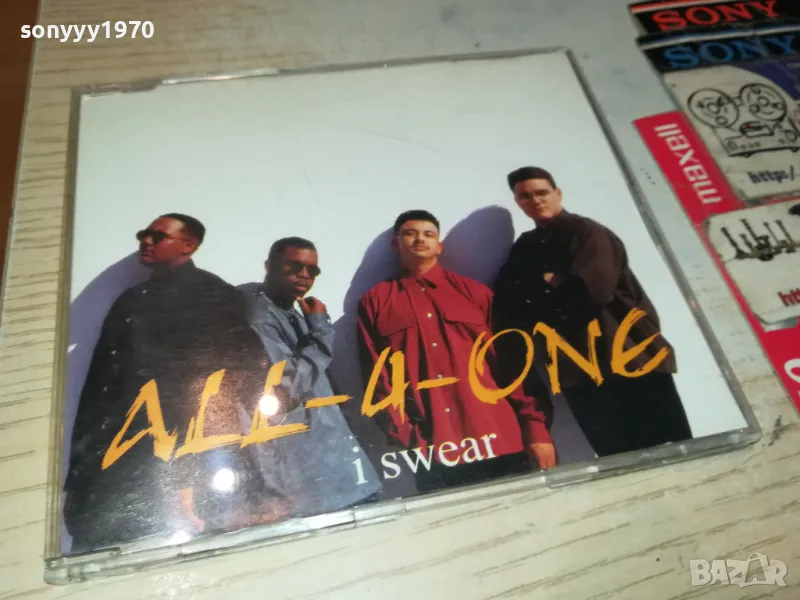 sonyyy1970
SONY
SONY
maxell
http:/
htt
ALL-4-ONE
i swear
BAZAR